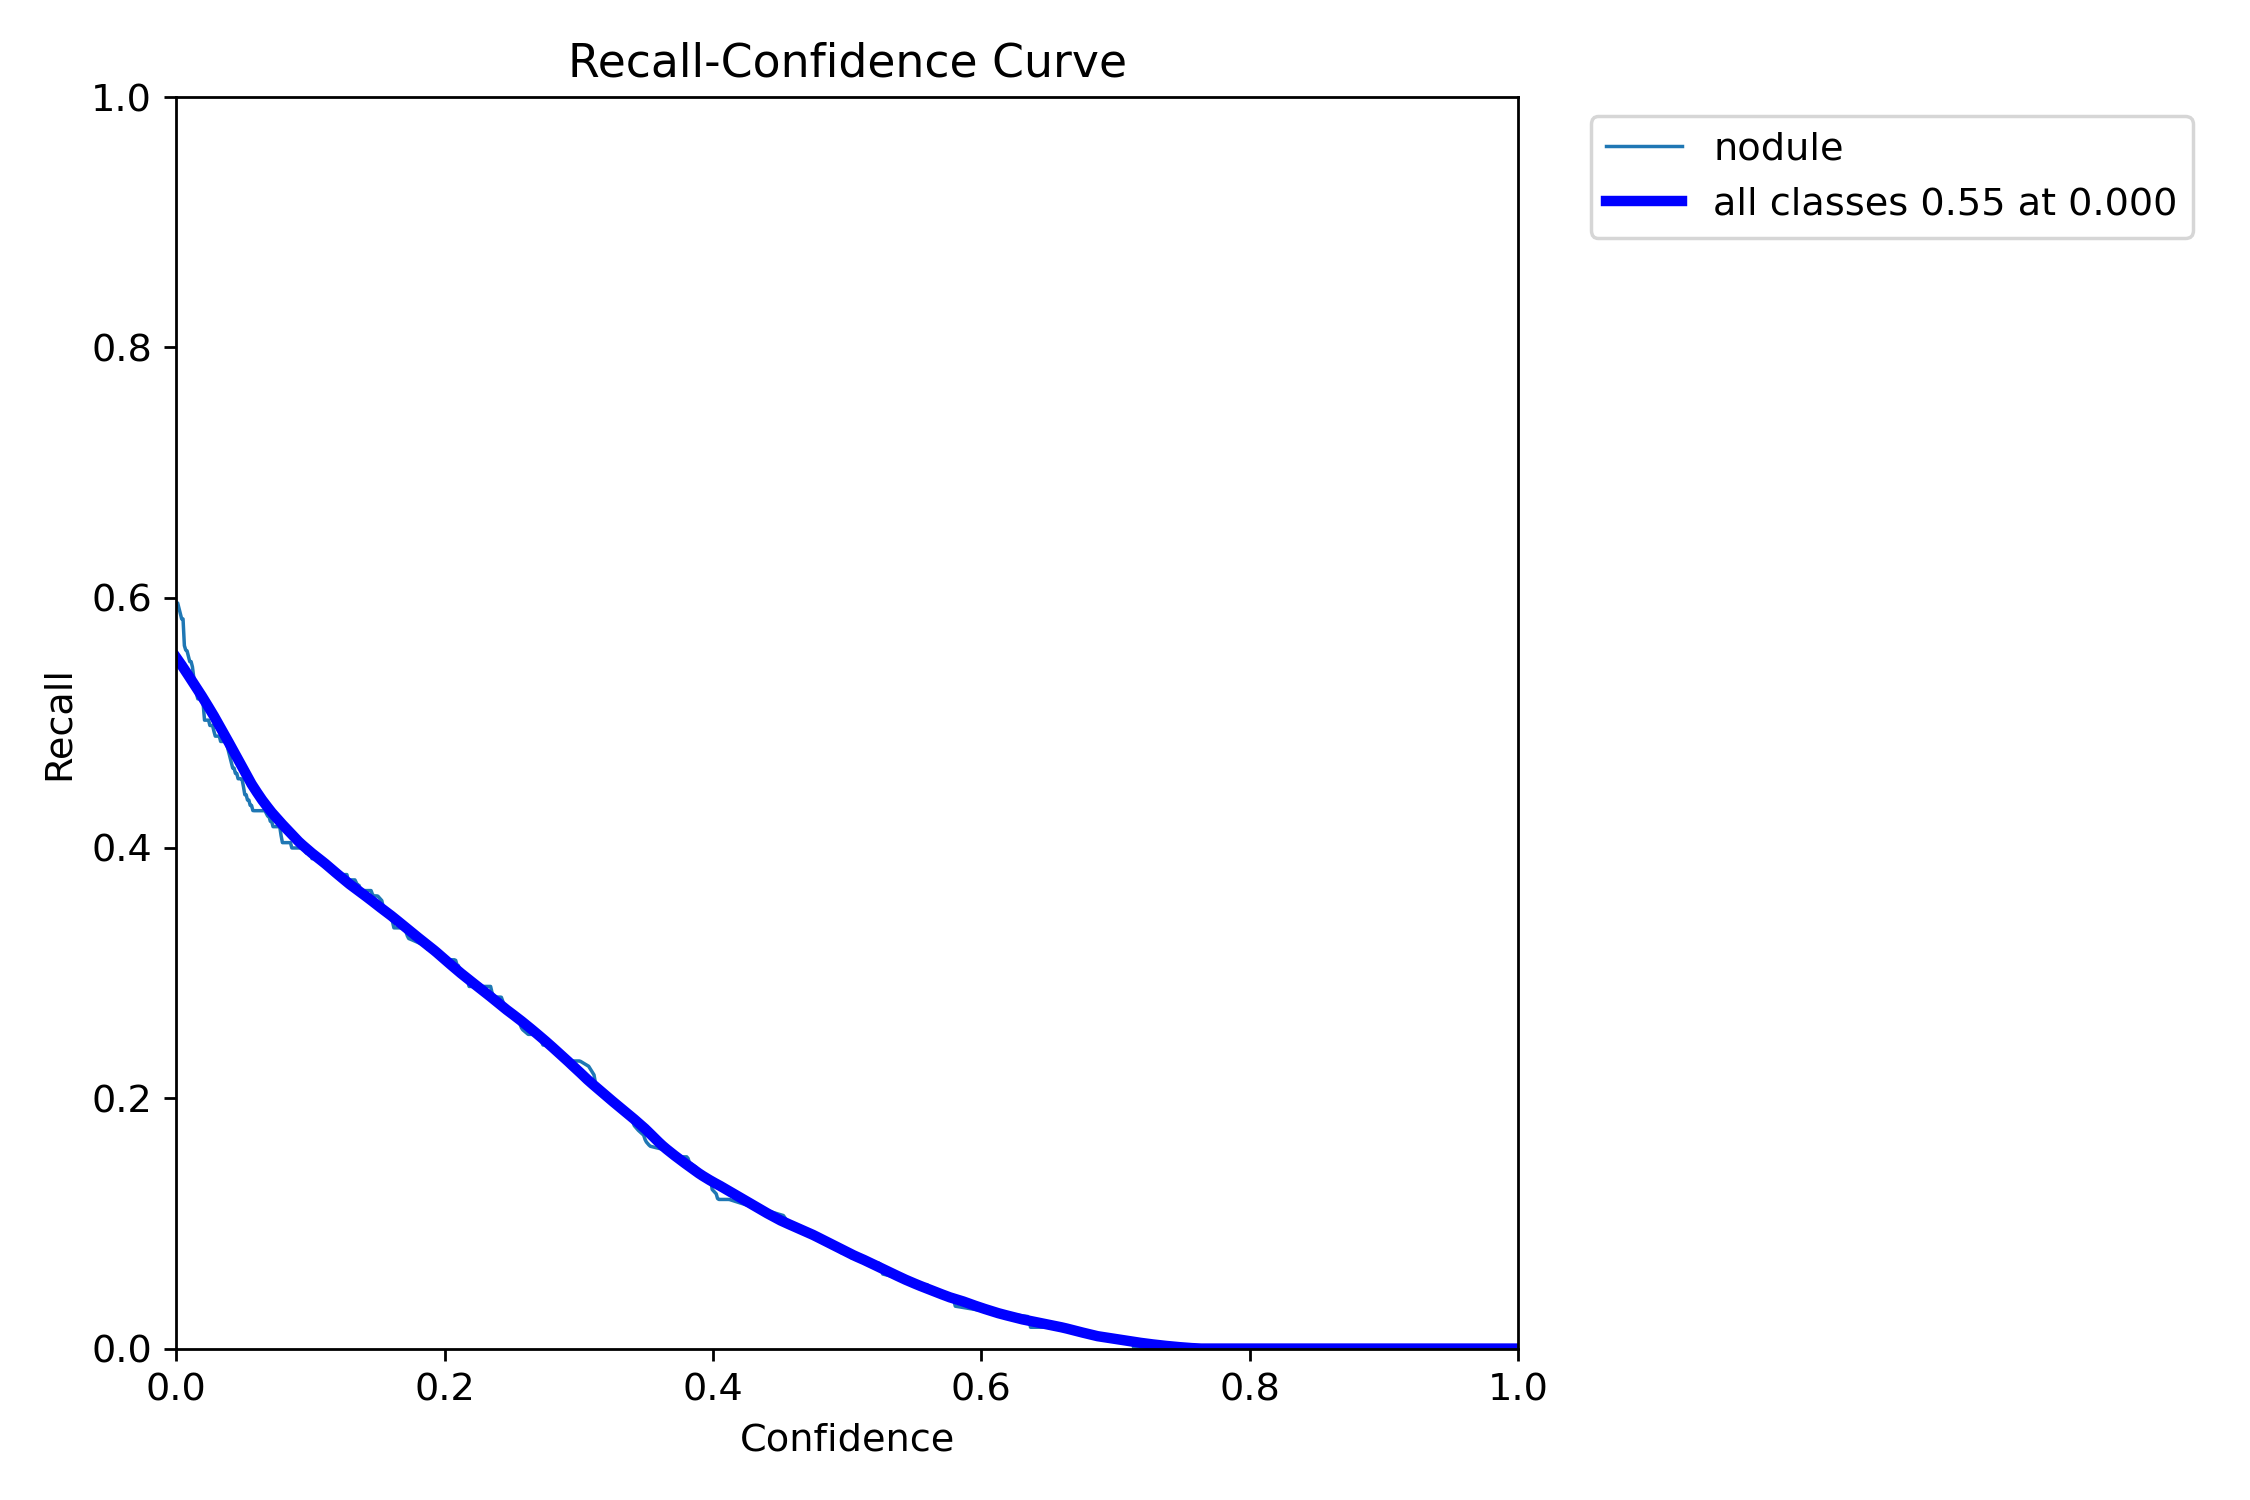 Recall-Confidence Curve
nodule
all classes 0.55 at 0.000
1.0
0.8
0.6
0.4
0.2
0.0
Recall
0.0 0.2 0.4 0.6 0.8 1.0
Confidence